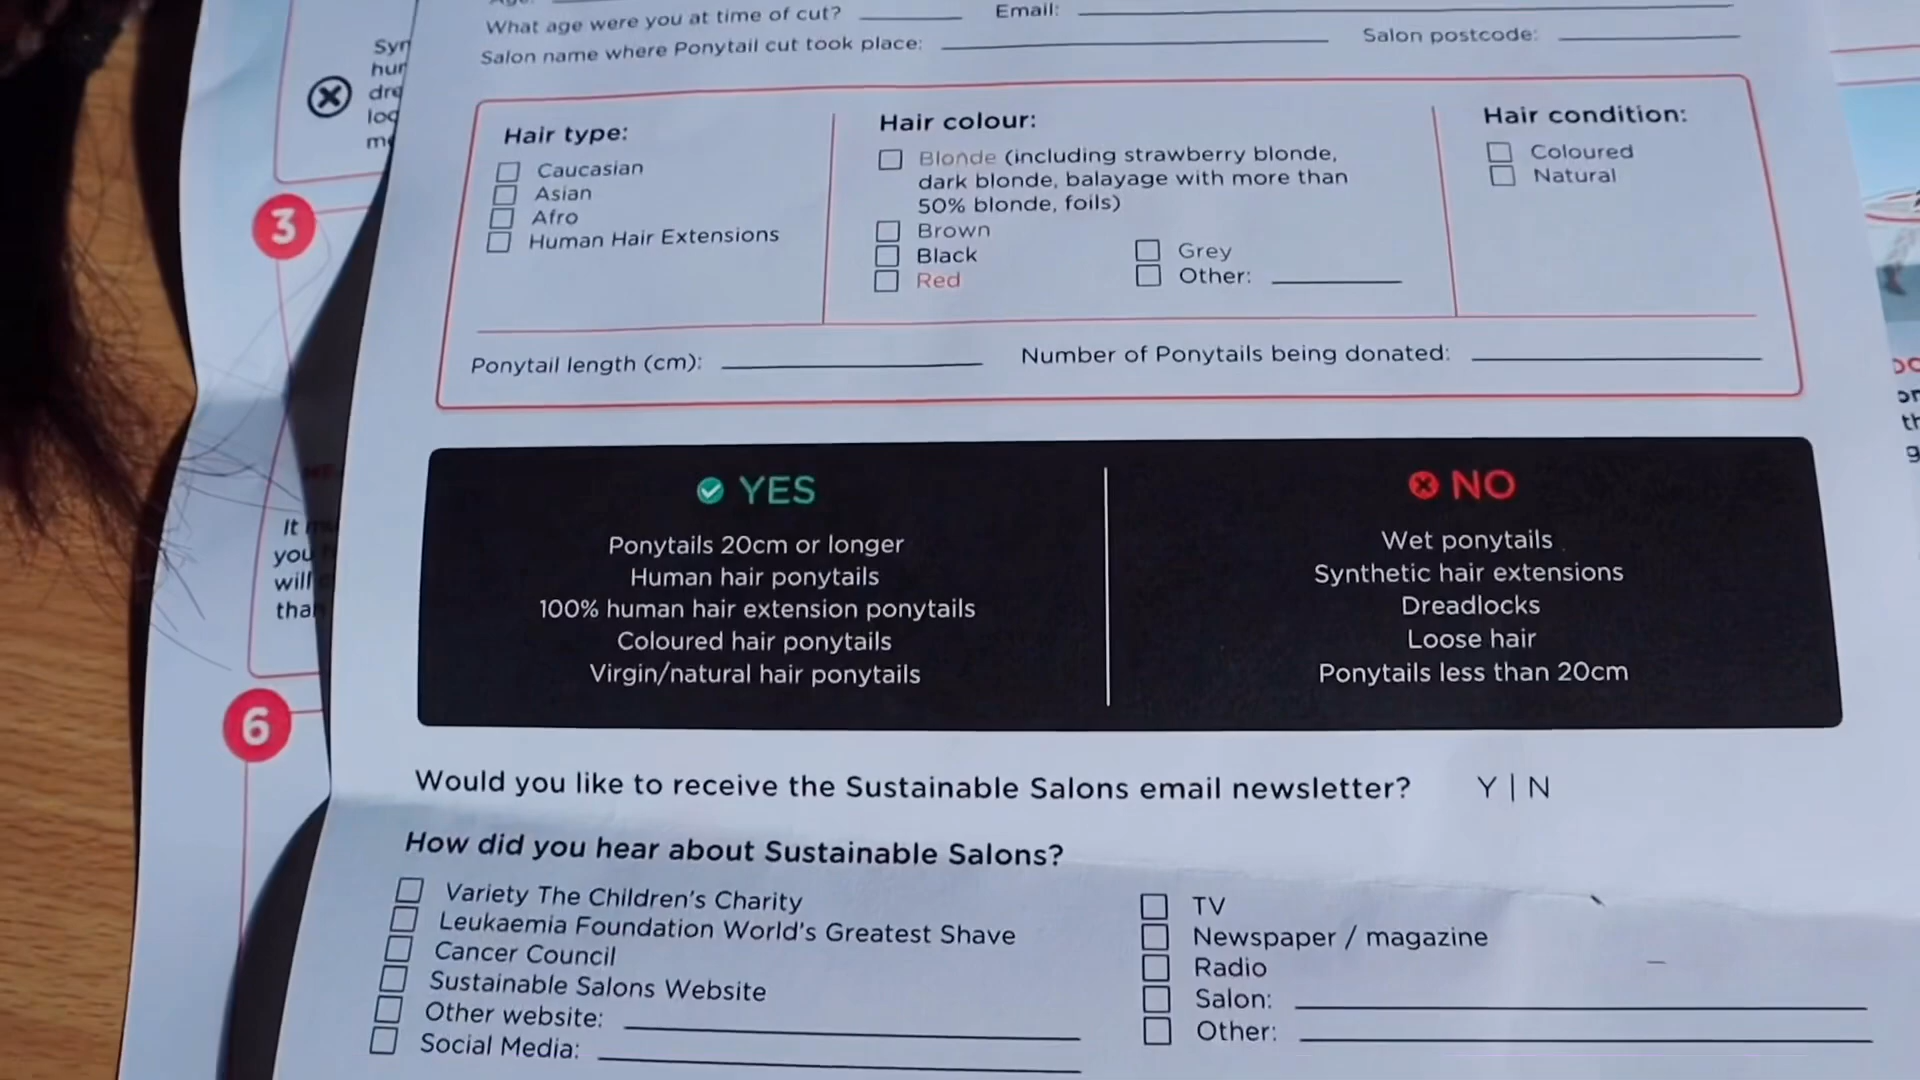 What age were you at time of cut?
Email:
Salon name where Ponytail cut took place:
Salon postcode:
Hair type:
Caucasian
Asian
Afro
Human Hair Extensions
Hair colour:
Blonde (including strawberry blonde,
dark blonde, balayage with more than
50% blonde, foils)
Brown
Black
Red
Grey
Other:
Hair condition:
Coloured
Natural
Ponytail length (cm):
Number of Ponytails being donated:
YES
Ponytails 20cm or longer
Human hair ponytails
100% human hair extension ponytails
Coloured hair ponytails
Virgin/natural hair ponytails
NO
Wet ponytails
Synthetic hair extensions
Dreadlocks
Loose hair
Ponytails less than 20cm
Would you like to receive the Sustainable Salons email newsletter? Y | N
How did you hear about Sustainable Salons?
Variety The Children's Charity
Leukaemia Foundation World's Greatest Shave
Cancer Council
Sustainable Salons Website
Other website:
Social Media:
TV
Newspaper / magazine
Radio
Salon:
Other:
3
It
you
will
6